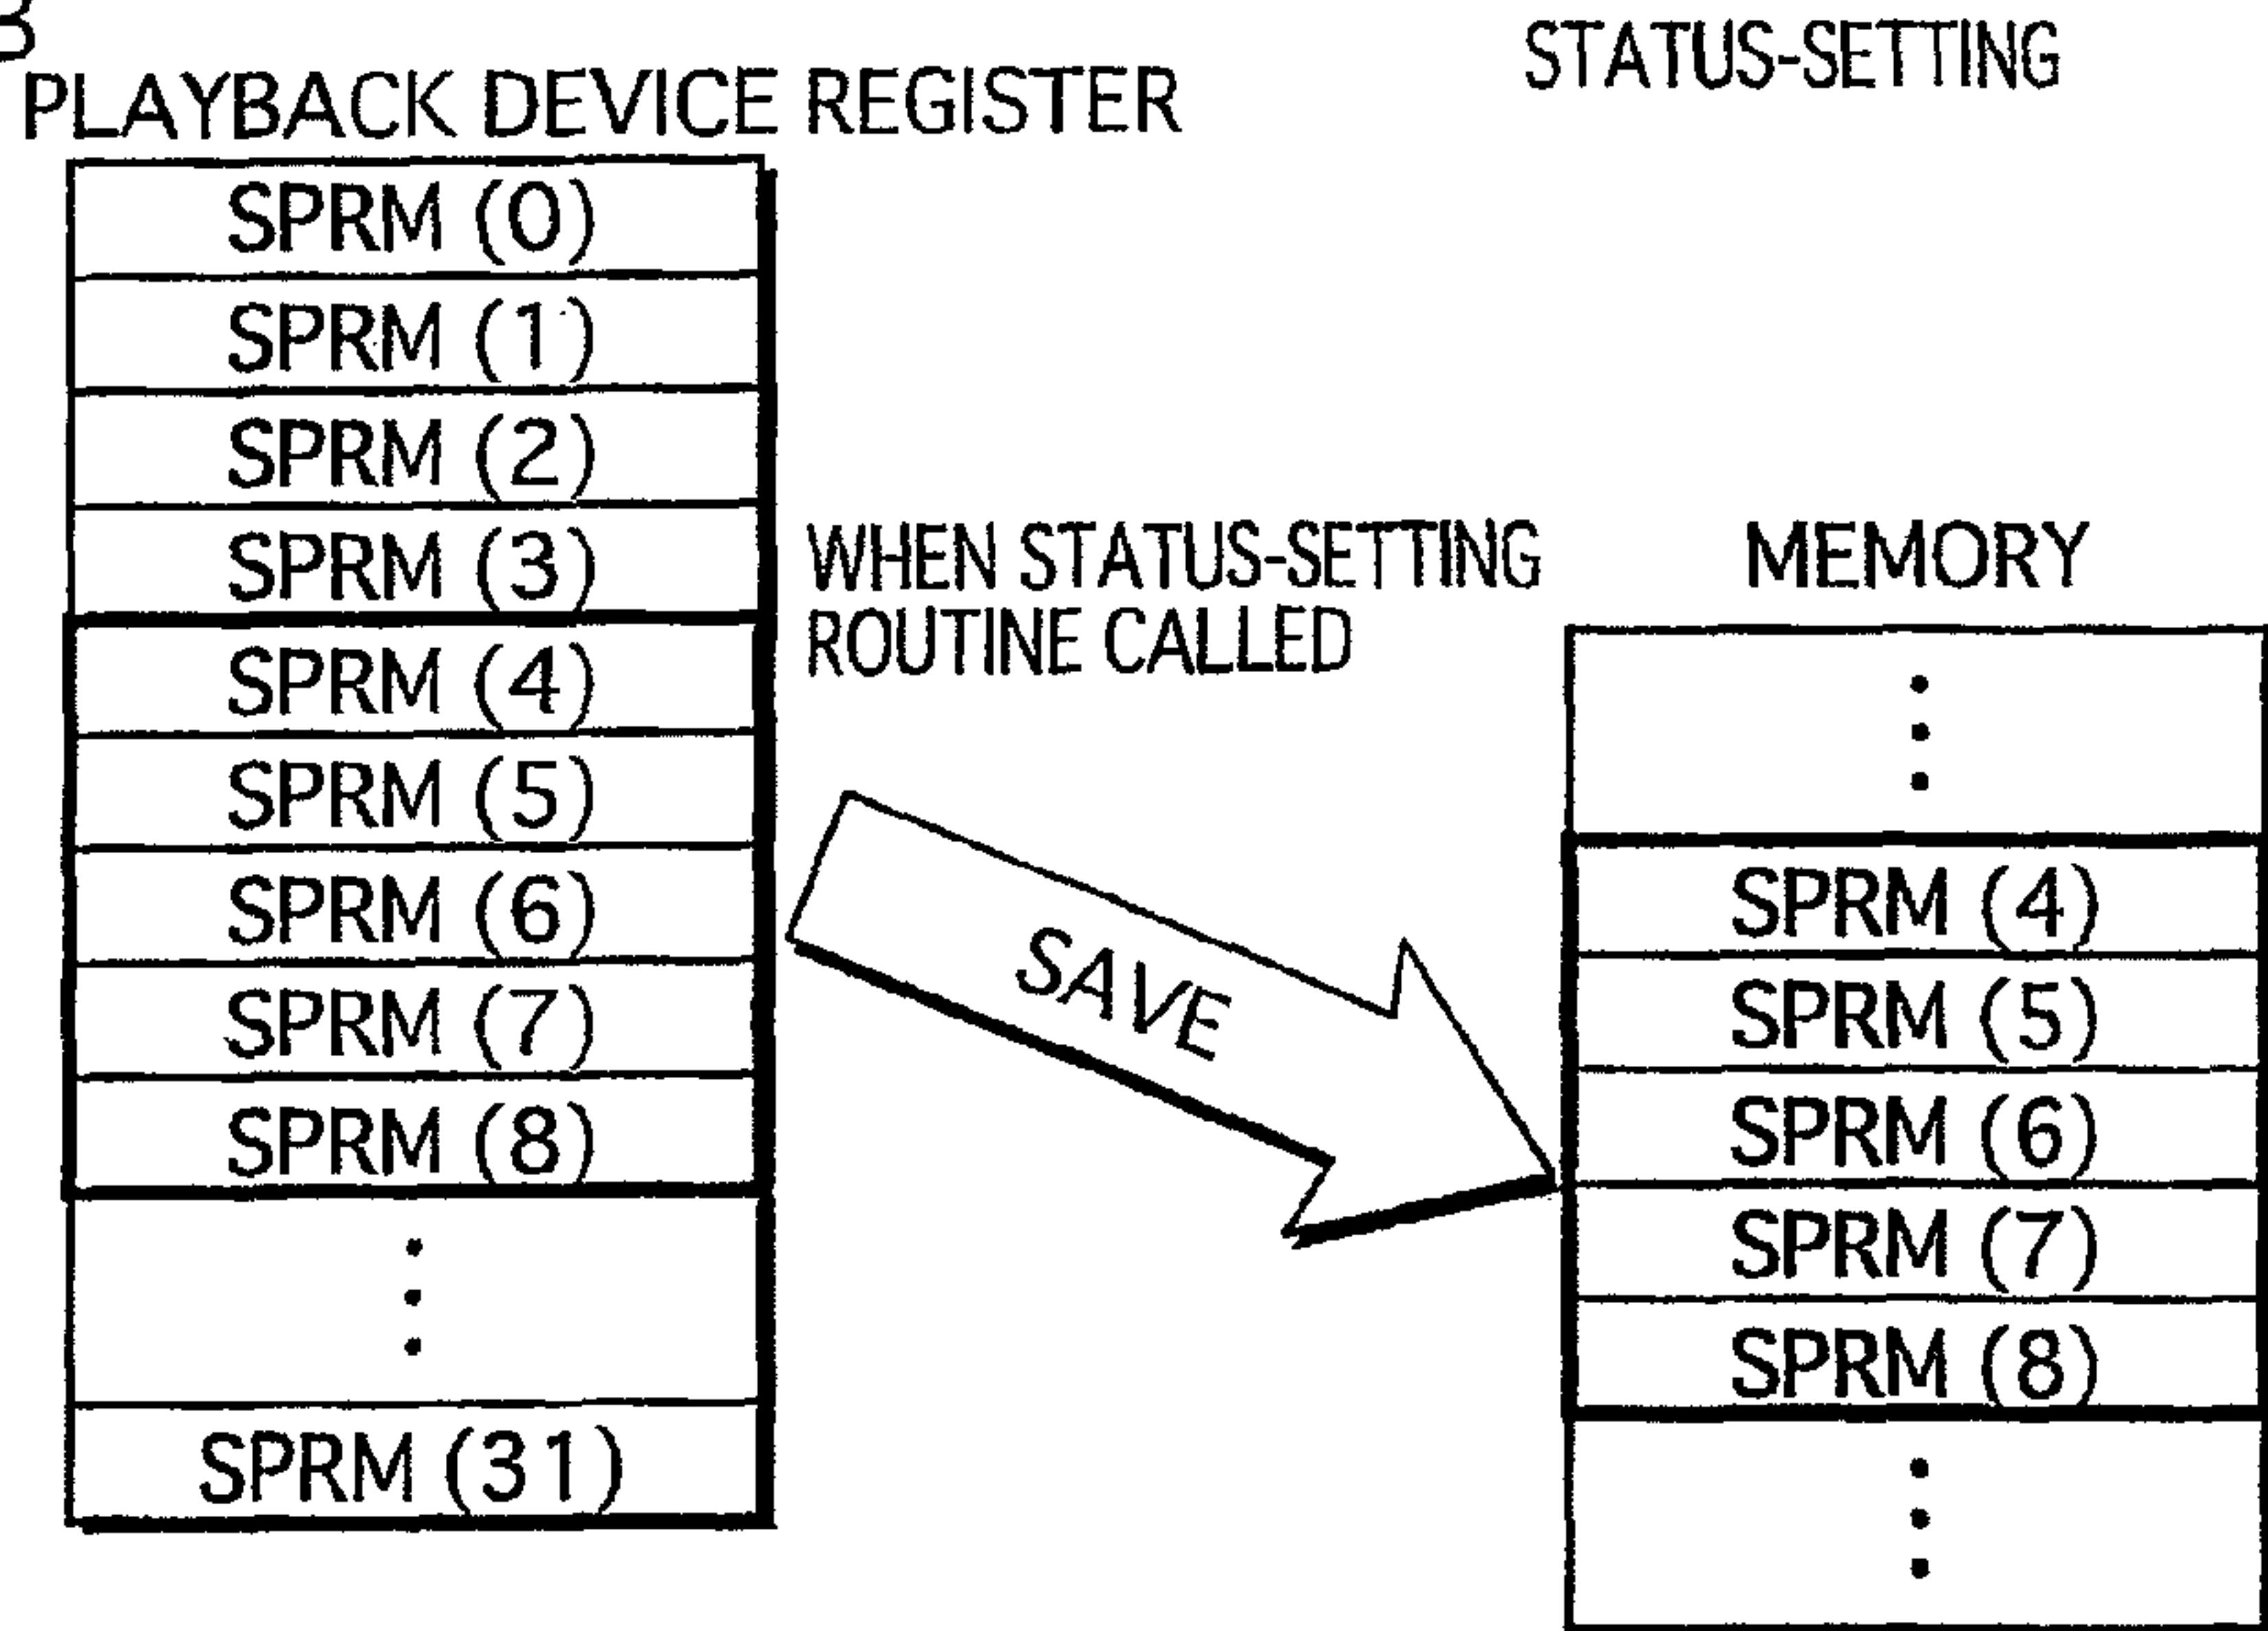 PLAYBACK DEVICE REGISTER
STATUS-SETTING
SPRM (0)
SPRM (1)
SPRM (2)
SPRM (3)
SPRM (4)
SPRM (5)
SPRM (6)
SPRM (7)
SPRM (8)
SPRM (31)
WHEN STATUS-SETTING
ROUTINE CALLED
SAVE
MEMORY
SPRM (4)
SPRM (5)
SPRM (6)
SPRM (7)
SPRM (8)